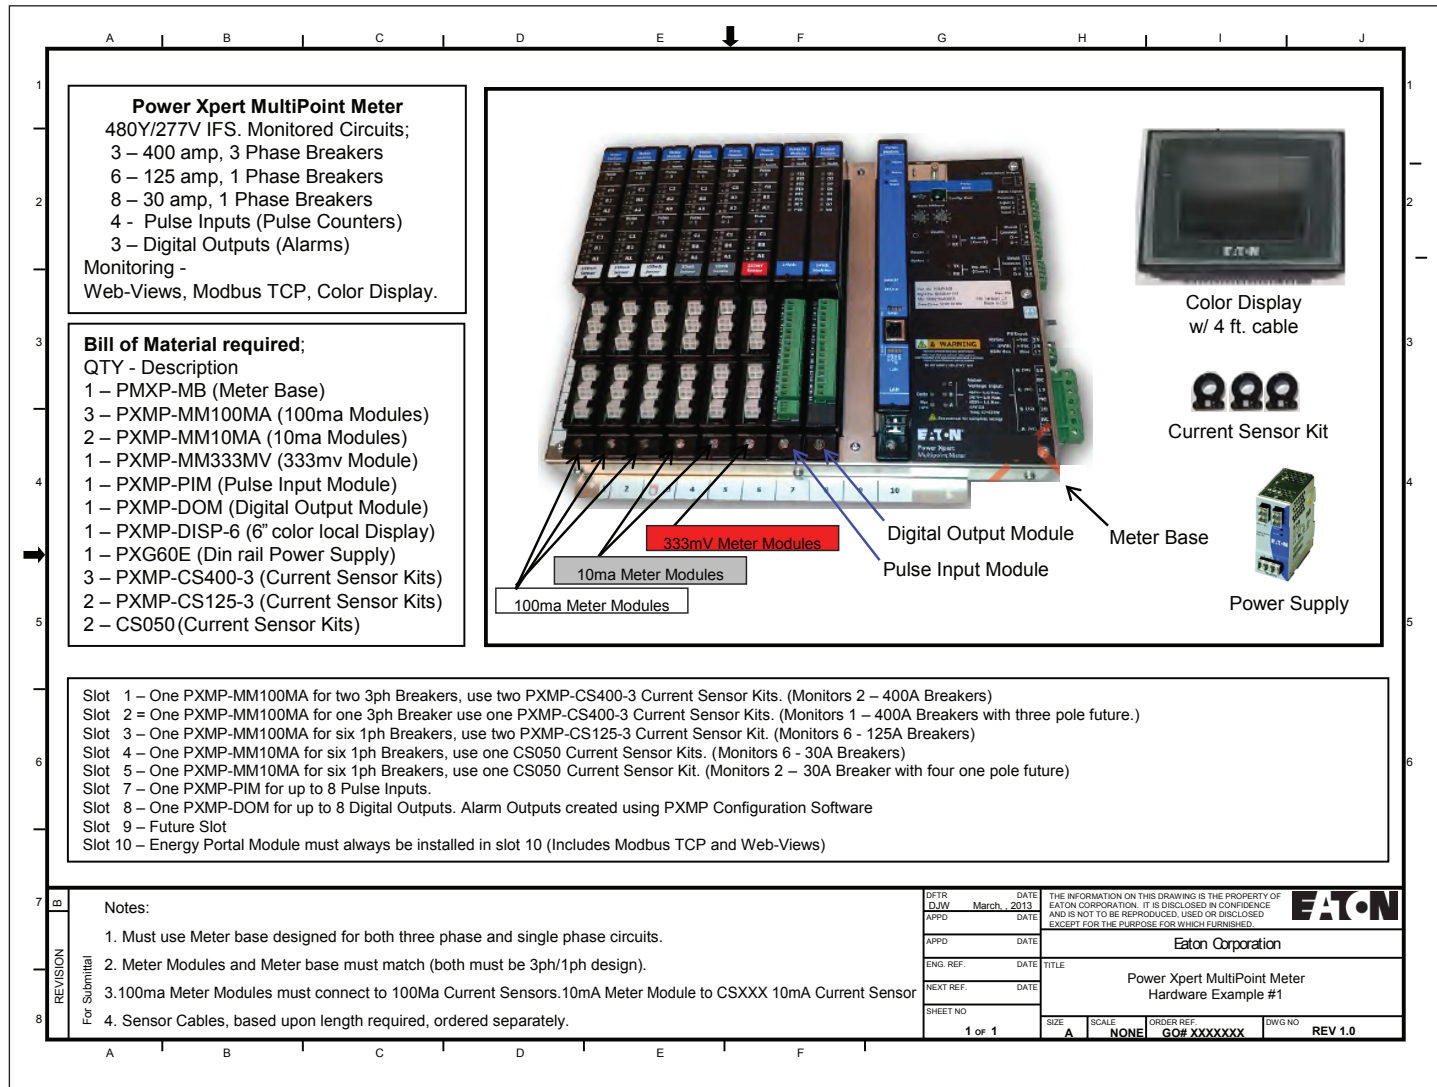 A B C D E F G H I J
1 1
Power Xpert MultiPoint Meter
480Y/277V IFS. Monitored Circuits;
3 – 400 amp, 3 Phase Breakers
6 – 125 amp, 1 Phase Breakers
8 – 30 amp, 1 Phase Breakers
4 - Pulse Inputs (Pulse Counters)
3 – Digital Outputs (Alarms)
Monitoring -
Web-Views, Modbus TCP, Color Display.
2 2
Bill of Material required;
QTY - Description
1 – PMXP-MB (Meter Base)
3 – PXMP-MM100MA (100ma Modules)
2 – PXMP-MM10MA (10ma Modules)
1 – PXMP-MM333MV (333mv Module)
1 – PXMP-PIM (Pulse Input Module)
1 – PXMP-DOM (Digital Output Module)
1 – PXMP-DISP-6 (6” color local Display)
1 – PXG60E (Din rail Power Supply)
3 – PXMP-CS400-3 (Current Sensor Kits)
2 – PXMP-CS125-3 (Current Sensor Kits)
2 – CS050 (Current Sensor Kits)
3 3
4 4
5 5
EATON
Color Display
w/ 4 ft. cable
Current Sensor Kit
Power Supply
WARNING
LAN
EATON
Power Xpert
Multipoint Meter
2 3 4 5 6 7 8 9 10
333mV Meter Modules
10ma Meter Modules
100ma Meter Modules
Digital Output Module
Pulse Input Module
Meter Base
Slot 1 – One PXMP-MM100MA for two 3ph Breakers, use two PXMP-CS400-3 Current Sensor Kits. (Monitors 2 – 400A Breakers)
Slot 2 = One PXMP-MM100MA for one 3ph Breaker use one PXMP-CS400-3 Current Sensor Kits. (Monitors 1 – 400A Breakers with three pole future.)
Slot 3 – One PXMP-MM100MA for six 1ph Breakers, use two PXMP-CS125-3 Current Sensor Kit. (Monitors 6 - 125A Breakers)
Slot 4 – One PXMP-MM10MA for six 1ph Breakers, use one CS050 Current Sensor Kits. (Monitors 6 - 30A Breakers)
Slot 5 – One PXMP-MM10MA for six 1ph Breakers, use one CS050 Current Sensor Kit. (Monitors 2 – 30A Breaker with four one pole future)
Slot 7 – One PXMP-PIM for up to 8 Pulse Inputs.
Slot 8 – One PXMP-DOM for up to 8 Digital Outputs. Alarm Outputs created using PXMP Configuration Software
Slot 9 – Future Slot
Slot 10 – Energy Portal Module must always be installed in slot 10 (Includes Modbus TCP and Web-Views)
6 6
7
8
B
REVISION
For Submittal
Notes:
1. Must use Meter base designed for both three phase and single phase circuits.
2. Meter Modules and Meter base must match (both must be 3ph/1ph design).
3.100ma Meter Modules must connect to 100Ma Current Sensors.10mA Meter Module to CSXXX 10mA Current Sensor
4. Sensor Cables, based upon length required, ordered separately.
DFTR DATE
DJW March, , 2013
APPD DATE
APPD DATE
ENG. REF. DATE
NEXT REF. DATE
SHEET NO
1 OF 1
THE INFORMATION ON THIS DRAWING IS THE PROPERTY OF
EATON CORPORATION. IT IS DISCLOSED IN CONFIDENCE
AND IS NOT TO BE REPRODUCED, USED OR DISCLOSED
EXCEPT FOR THE PURPOSE FOR WHICH FURNISHED.
EATON
Eaton Corporation
TITLE
Power Xpert MultiPoint Meter
Hardware Example #1
SIZE SCALE ORDER REF. DWG NO
A NONE GO# XXXXXXX REV 1.0
A B C D E F